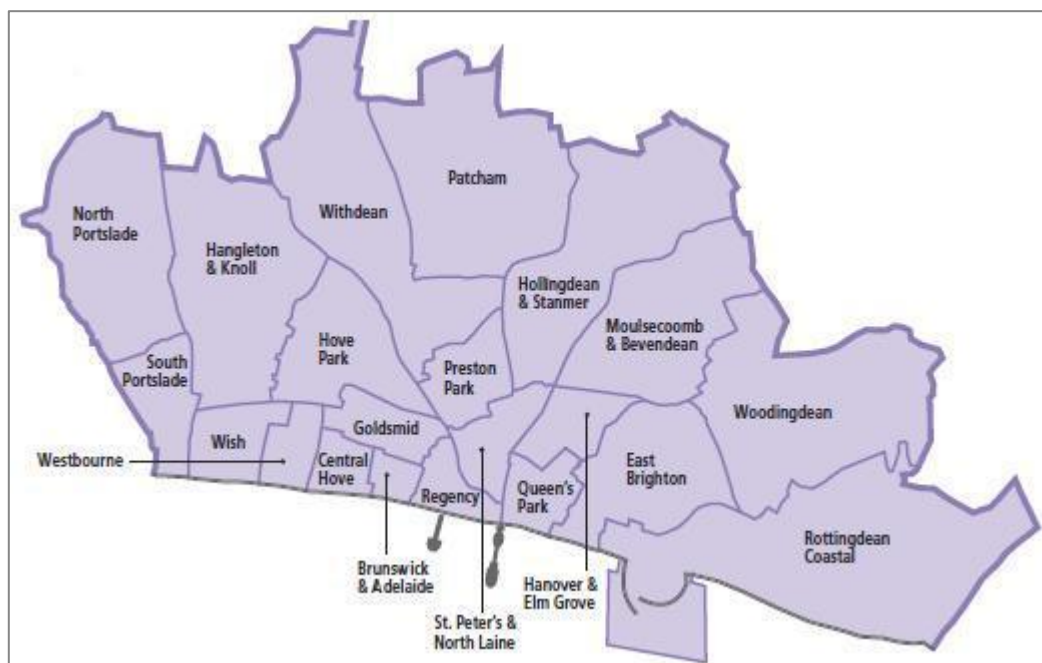 Patcham
North
Portslade
Withdean
Hangleton
& Knoll
Hollingdean
& Stanmer
Moulsecoomb
& Bevendean
Hove
Park
South
Portslade
Preston
Park
Woodingdean
Goldsmid
Wish
Westbourne
Central
Hove
East
Brighton
Regency
Queen's
Park
Rottingdean
Coastal
Brunswick
& Adelaide
Hanover &
Elm Grove
St. Peter's &
North Laine